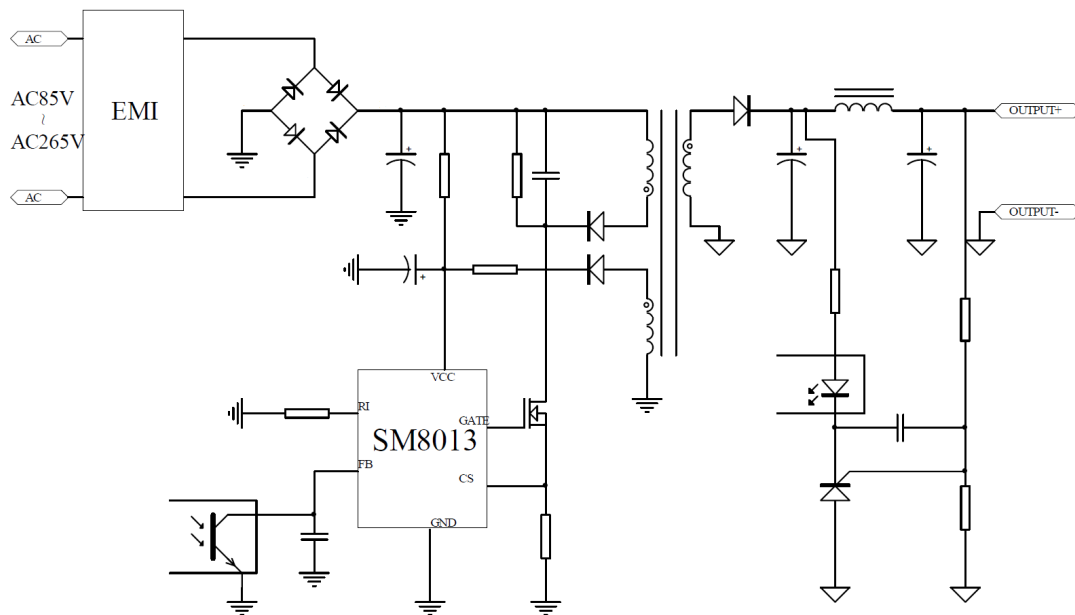 AC
AC85V
~
AC265V
AC
EMI
OUTPUT+
OUTPUT-
VCC
RI
GATE
SM8013
FB
CS
GND
+
+
+
+